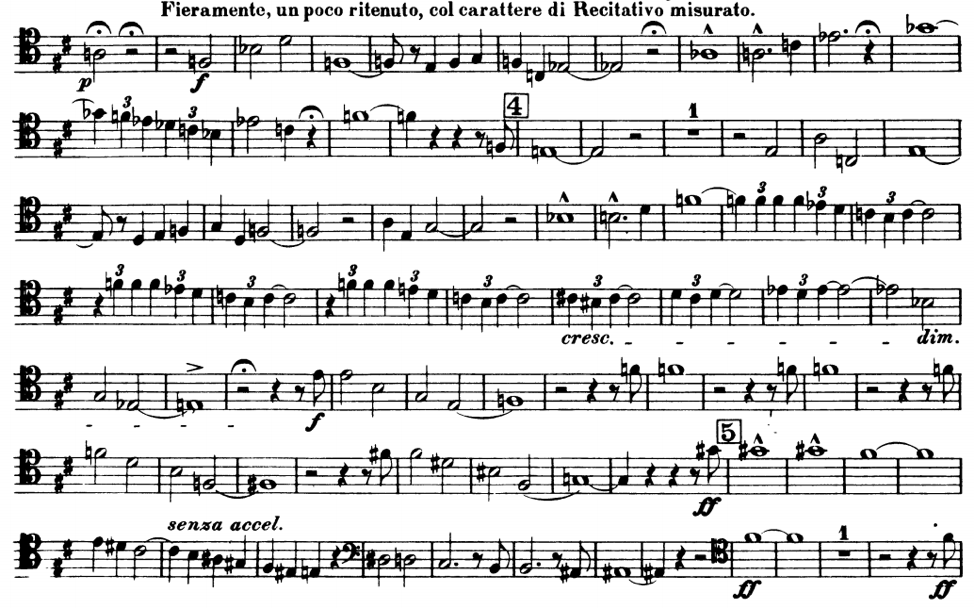 Fieramente, un poco ritenuto, col carattere di Recitativo misurato.
p f
3 3 4 1
3 3 3
3 3 3 3 3 3 3 3 3
cresc. dim.
f
5
ff
senza accel. 1
ff ff